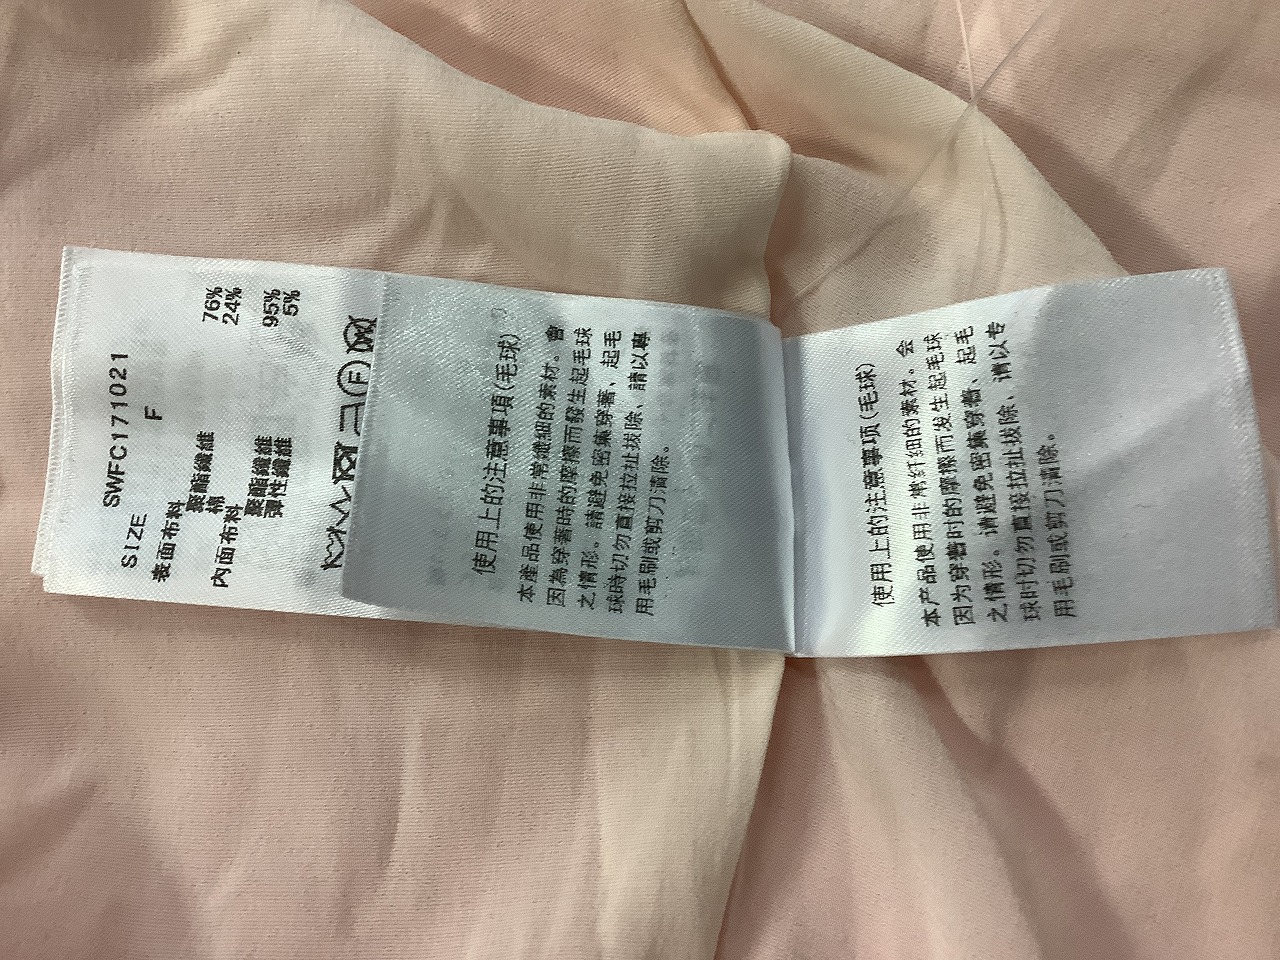 SWFC171021
SIZE F
表面布料
聚酯纖維 76%
棉 24%
內面布料
聚酯纖維 95%
彈性纖維 5%
使用上的注意事項(毛球)
本產品使用非常纖細的素材。會
因為穿著時的摩擦而發生起毛球
之情形。請避免密集穿著、起毛
球時切勿直接拉扯拔除、請以專
用毛刷或剪刀清除。
使用上的注意事项(毛球)
本产品使用非常纤细的素材。会
因为穿着时的摩擦而发生起毛球
之情形。请避免密集穿着、起毛
球时切勿直接拉扯拔除、请以专
用毛刷或剪刀清除。